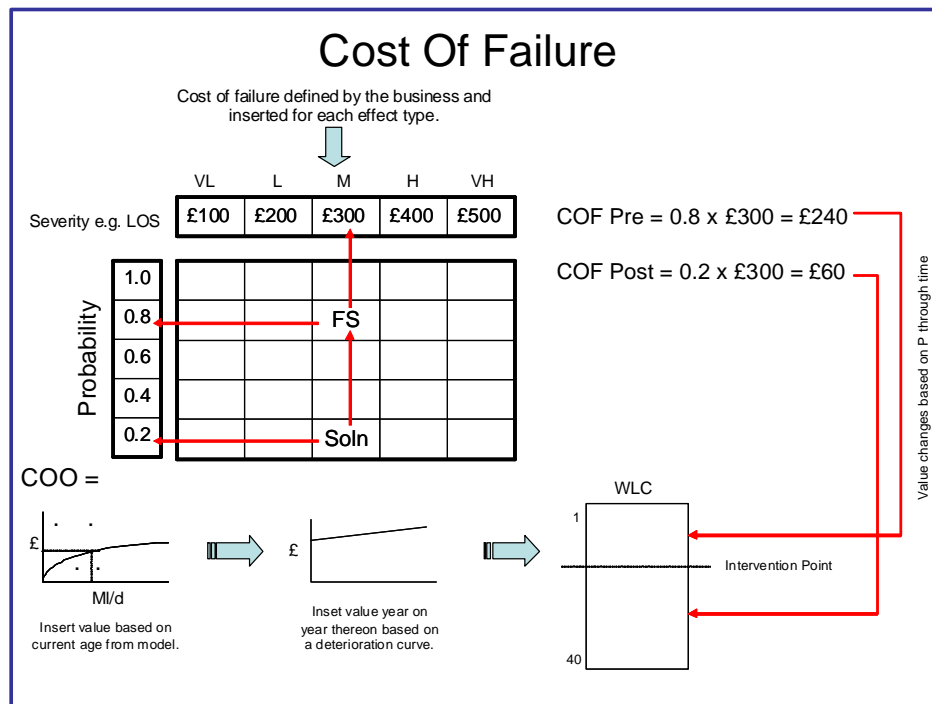 Cost Of Failure
Cost of failure defined by the business and
inserted for each effect type.
VL L M H VH
Severity e.g. LOS £100 £200 £300 £400 £500
COF Pre = 0.8 x £300 = £240
COF Post = 0.2 x £300 = £60
Value changes based on P through time
Probability
1.0
0.8 FS
0.6
0.4
0.2 Soln
COO =
£
Ml/d
Insert value based on
current age from model.
£
Inset value year on
year thereon based on
a deterioration curve.
WLC
1
Intervention Point
40